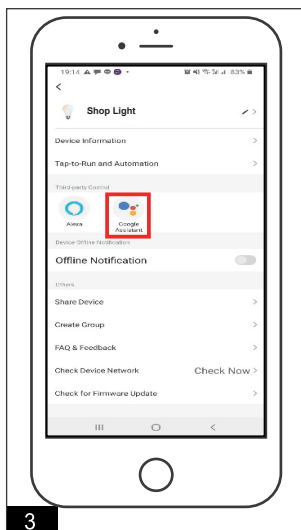 19:14
83%
Shop Light
Device Information
Tap-to-Run and Automation
Third-party Control
Alexa
Google
Assistant
Device Offline Notification
Offline Notification
Others
Share Device
Create Group
FAQ & Feedback
Check Device Network Check Now
Check for Firmware Update
3